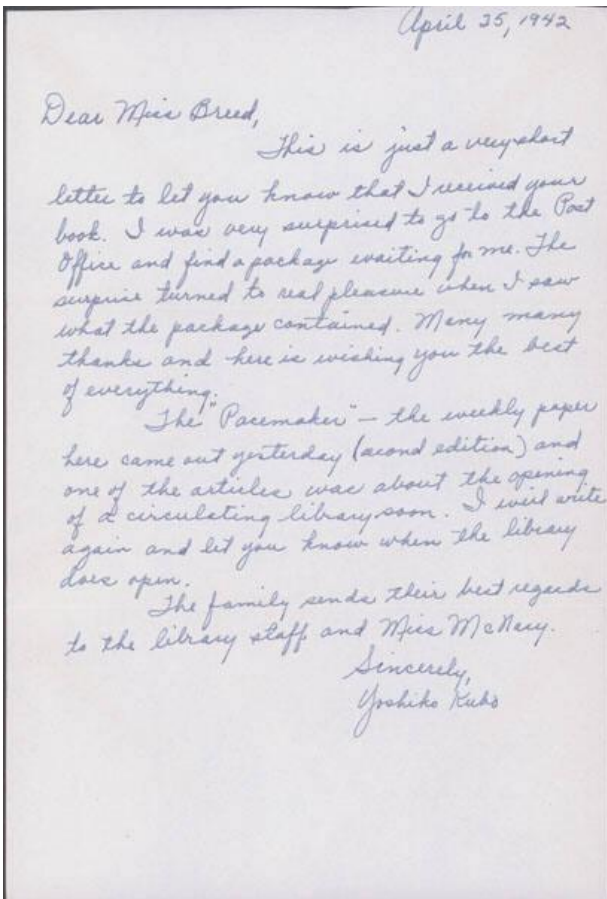 April 25, 1942
Dear Miss Breed,
This is just a very short
letter to let you know that I received your
book. I was very surprised to go to the Post
Office and find a package waiting for me. The
surprise turned to real pleasure when I saw
what the package contained. Many many
thanks and here is wishing you the best
of everything.
The "Pacemaker" — the weekly paper
here came out yesterday (second edition) and
one of the articles was about the opening
of a circulating library soon. I will write
again and let you know when the library
does open.
The family sends their best regards
to the library staff and Miss McNary.
Sincerely,
Yoshiko Kubo